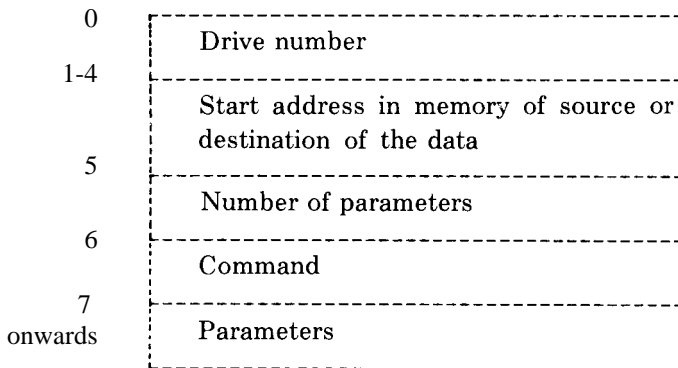 0
Drive number
1-4
Start address in memory of source or
destination of the data
5
Number of parameters
6
Command
7
onwards
Parameters